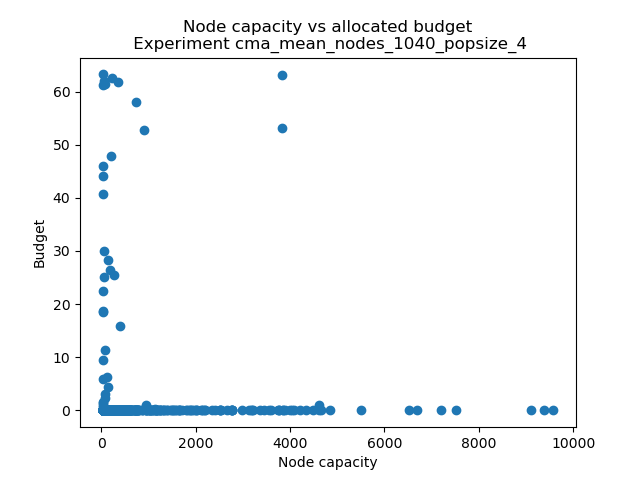 Node capacity vs allocated budget
Experiment cma_mean_nodes_1040_popsize_4
60
50
40
30
20
10
0
Budget
0 2000 4000 6000 8000 10000
Node capacity